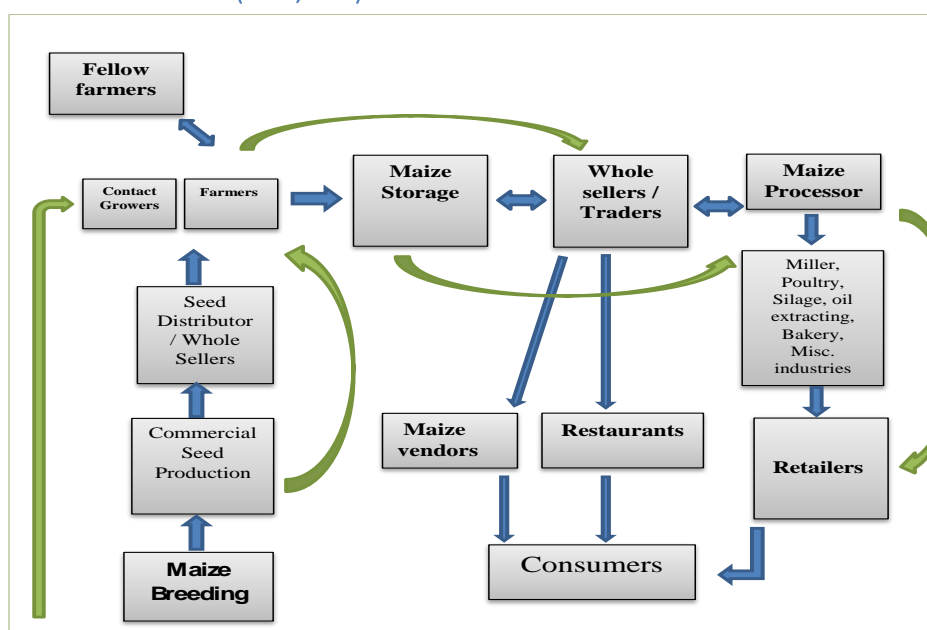 Fellow
farmers
Contact
Growers
Farmers
Maize
Storage
Whole
sellers /
Traders
Maize
Processor
Seed
Distributor
/ Whole
Sellers
Miller,
Poultry,
Silage, oil
extracting,
Bakery,
Misc.
industries
Commercial
Seed
Production
Maize
vendors
Restaurants
Retailers
Maize
Breeding
Consumers